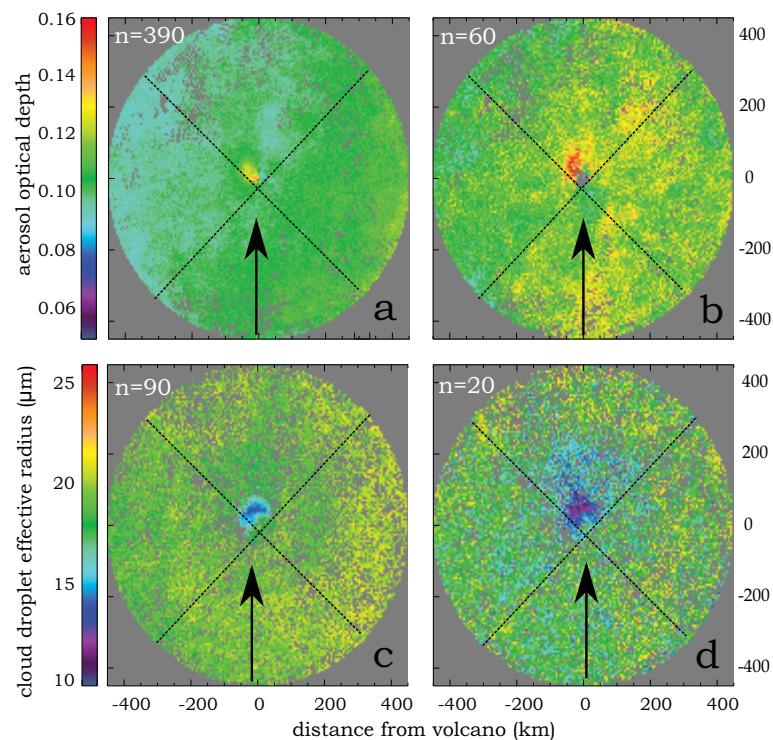 0.16
0.14
0.12
0.10
0.08
0.06
aerosol optical depth
n=390
a
n=60
b
400
200
0
-200
-400
25
20
15
10
cloud droplet effective radius (µm)
n=90
c
n=20
d
400
200
0
-200
-400
-400 -200 0 200 400
-400 -200 0 200 400
distance from volcano (km)